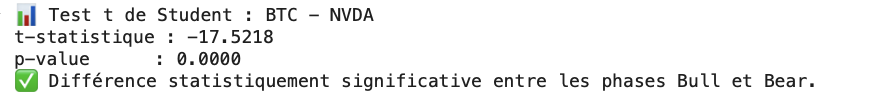 📊 Test t de Student : BTC – NVDA
t-statistique : -17.5218
p-value      : 0.0000
✅ Différence statistiquement significative entre les phases Bull et Bear.